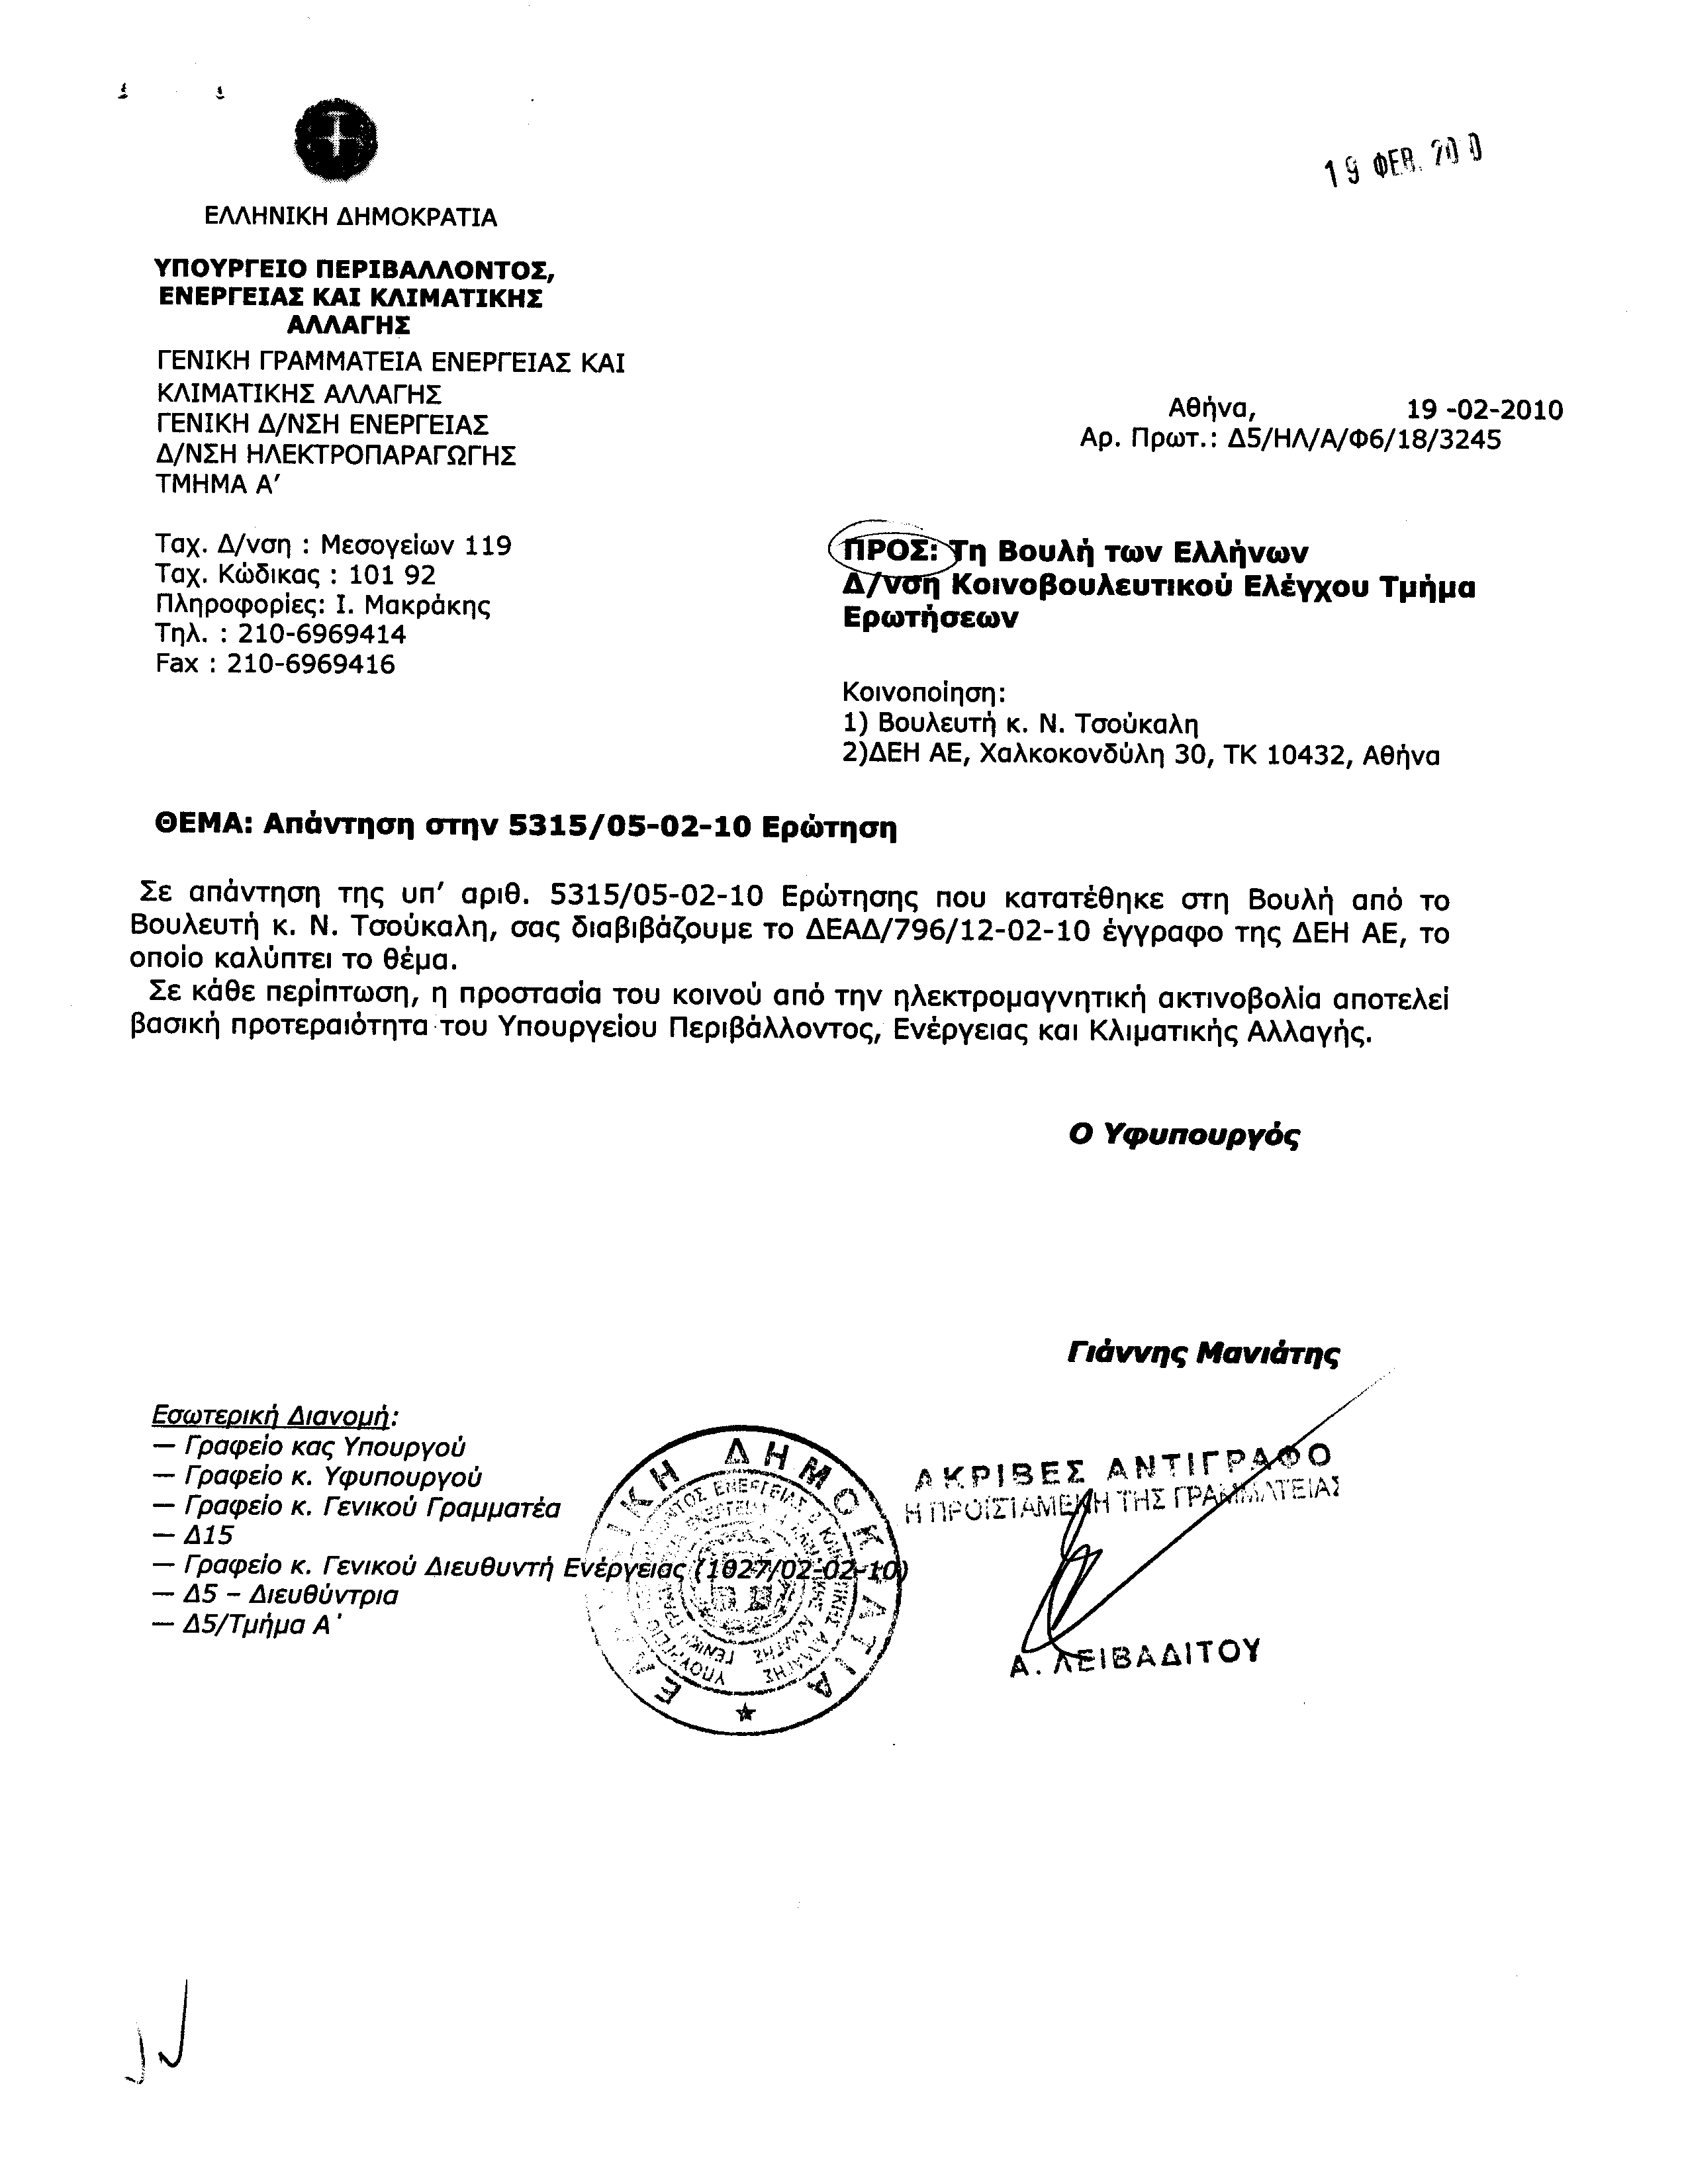 19 ΦΕΒ.
ΕΛΛΗΝΙΚΗ ΔΗΜΟΚΡΑΤΙΑ
ΥΠΟΥΡΓΕΙΟ ΠΕΡΙΒΑΛΛΟΝΤΟΣ,
ΕΝΕΡΓΕΙΑΣ ΚΑΙ ΚΛΙΜΑΤΙΚΗΣ
ΑΛΛΑΓΗΣ
ΓΕΝΙΚΗ ΓΡΑΜΜΑΤΕΙΑ ΕΝΕΡΓΕΙΑΣ ΚΑΙ
ΚΛΙΜΑΤΙΚΗΣ ΑΛΛΑΓΗΣ
ΓΕΝΙΚΗ Δ/ΝΣΗ ΕΝΕΡΓΕΙΑΣ
Δ/ΝΣΗ ΗΛΕΚΤΡΟΠΑΡΑΓΩΓΗΣ
ΤΜΗΜΑ Α’
Αθήνα, 19 -02-2010
Αρ. Πρωτ.: Δ5/ΗΛ/Α/Φ6/18/3245
Ταχ. Δ/νση : Μεσογείων 119
Ταχ. Κώδικας : 101 92
Πληροφορίες: Ι. Μακράκης
Τηλ. : 210-6969414
Fax : 210-6969416
ΠΡΟΣ: Τη Βουλή των Ελλήνων
Δ/νση Κοινοβουλευτικού Ελέγχου Τμήμα
Ερωτήσεων
Κοινοποίηση:
1) Βουλευτή κ. Ν. Τσούκαλη
2)ΔΕΗ ΑΕ, Χαλκοκονδύλη 30, ΤΚ 10432, Αθήνα
ΘΕΜΑ: Απάντηση στην 5315/05-02-10 Ερώτηση
Σε απάντηση της υπ’ αριθ. 5315/05-02-10 Ερώτησης που κατατέθηκε στη Βουλή από το
Βουλευτή κ. Ν. Τσούκαλη, σας διαβιβάζουμε το ΔΕΑΔ/796/12-02-10 έγγραφο της ΔΕΗ ΑΕ, το
οποίο καλύπτει το θέμα.
Σε κάθε περίπτωση, η προστασία του κοινού από την ηλεκτρομαγνητική ακτινοβολία αποτελεί
βασική προτεραιότητα του Υπουργείου Περιβάλλοντος, Ενέργειας και Κλιματικής Αλλαγής.
Ο Υφυπουργός
Γιάννης Μανιάτης
Εσωτερική Διανομή:
— Γραφείο κας Υπουργού
— Γραφείο κ. Υφυπουργού
— Γραφείο κ. Γενικού Γραμματέα
— Δ15
— Γραφείο κ. Γενικού Διευθυντή Ενέργειας (1027/02-02-10)
— Δ5 – Διευθύντρια
— Δ5/Τμήμα Α'
ΕΛΛΗΝΙΚΗ ΔΗΜΟΚΡΑΤΙΑ
ΑΚΡΙΒΕΣ ΑΝΤΙΓΡΑΦΟ
Η ΠΡΟΪΣΤΑΜΕΝΗ ΤΗΣ ΓΡΑΜΜΑΤΕΙΑΣ
Α. ΛΕΙΒΑΔΙΤΟΥ